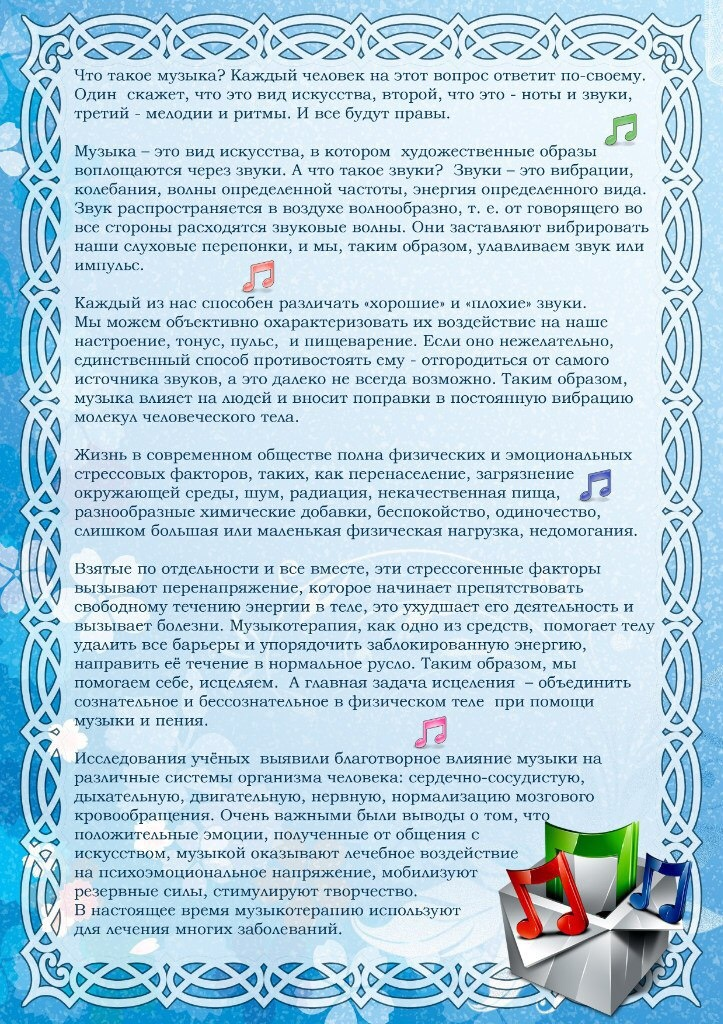 Что такое музыка? Каждый человек на этот вопрос ответит по-своему.
Один скажет, что это вид искусства, второй, что это - ноты и звуки,
третий - мелодии и ритмы. И все будут правы.
Музыка – это вид искусства, в котором художественные образы
воплощаются через звуки. А что такое звуки? Звуки – это вибрации,
колебания, волны определенной частоты, энергия определенного вида.
Звук распространяется в воздухе волнообразно, т. е. от говорящего во
все стороны расходятся звуковые волны. Они заставляют вибрировать
наши слуховые перепонки, и мы, таким образом, улавливаем звук или
импульс.
Каждый из нас способен различать «хорошие» и «плохие» звуки.
Мы можем объективно охарактеризовать их воздействие на наше
настроение, тонус, пульс, и пищеварение. Если оно нежелательно,
единственный способ противостоять ему - отгородиться от самого
источника звуков, а это далеко не всегда возможно. Таким образом,
музыка влияет на людей и вносит поправки в постоянную вибрацию
молекул человеческого тела.
Жизнь в современном обществе полна физических и эмоциональных
стрессовых факторов, таких, как перенаселение, загрязнение
окружающей среды, шум, радиация, некачественная пища,
разнообразные химические добавки, беспокойство, одиночество,
слишком большая или маленькая физическая нагрузка, недомогания.
Взятые по отдельности и все вместе, эти стрессогенные факторы
вызывают перенапряжение, которое начинает препятствовать
свободному течению энергии в теле, это ухудшает его деятельность и
вызывает болезни. Музыкотерапия, как одно из средств, помогает телу
удалить все барьеры и упорядочить заблокированную энергию,
направить её течение в нормальное русло. Таким образом, мы
помогаем себе, исцеляем. А главная задача исцеления – объединить
сознательное и бессознательное в физическом теле при помощи
музыки и пения.
Исследования учёных выявили благотворное влияние музыки на
различные системы организма человека: сердечно-сосудистую,
дыхательную, двигательную, нервную, нормализацию мозгового
кровообращения. Очень важными были выводы о том, что
положительные эмоции, полученные от общения с
искусством, музыкой оказывают лечебное воздействие
на психоэмоциональное напряжение, мобилизуют
резервные силы, стимулируют творчество.
В настоящее время музыкотерапию используют
для лечения многих заболеваний.